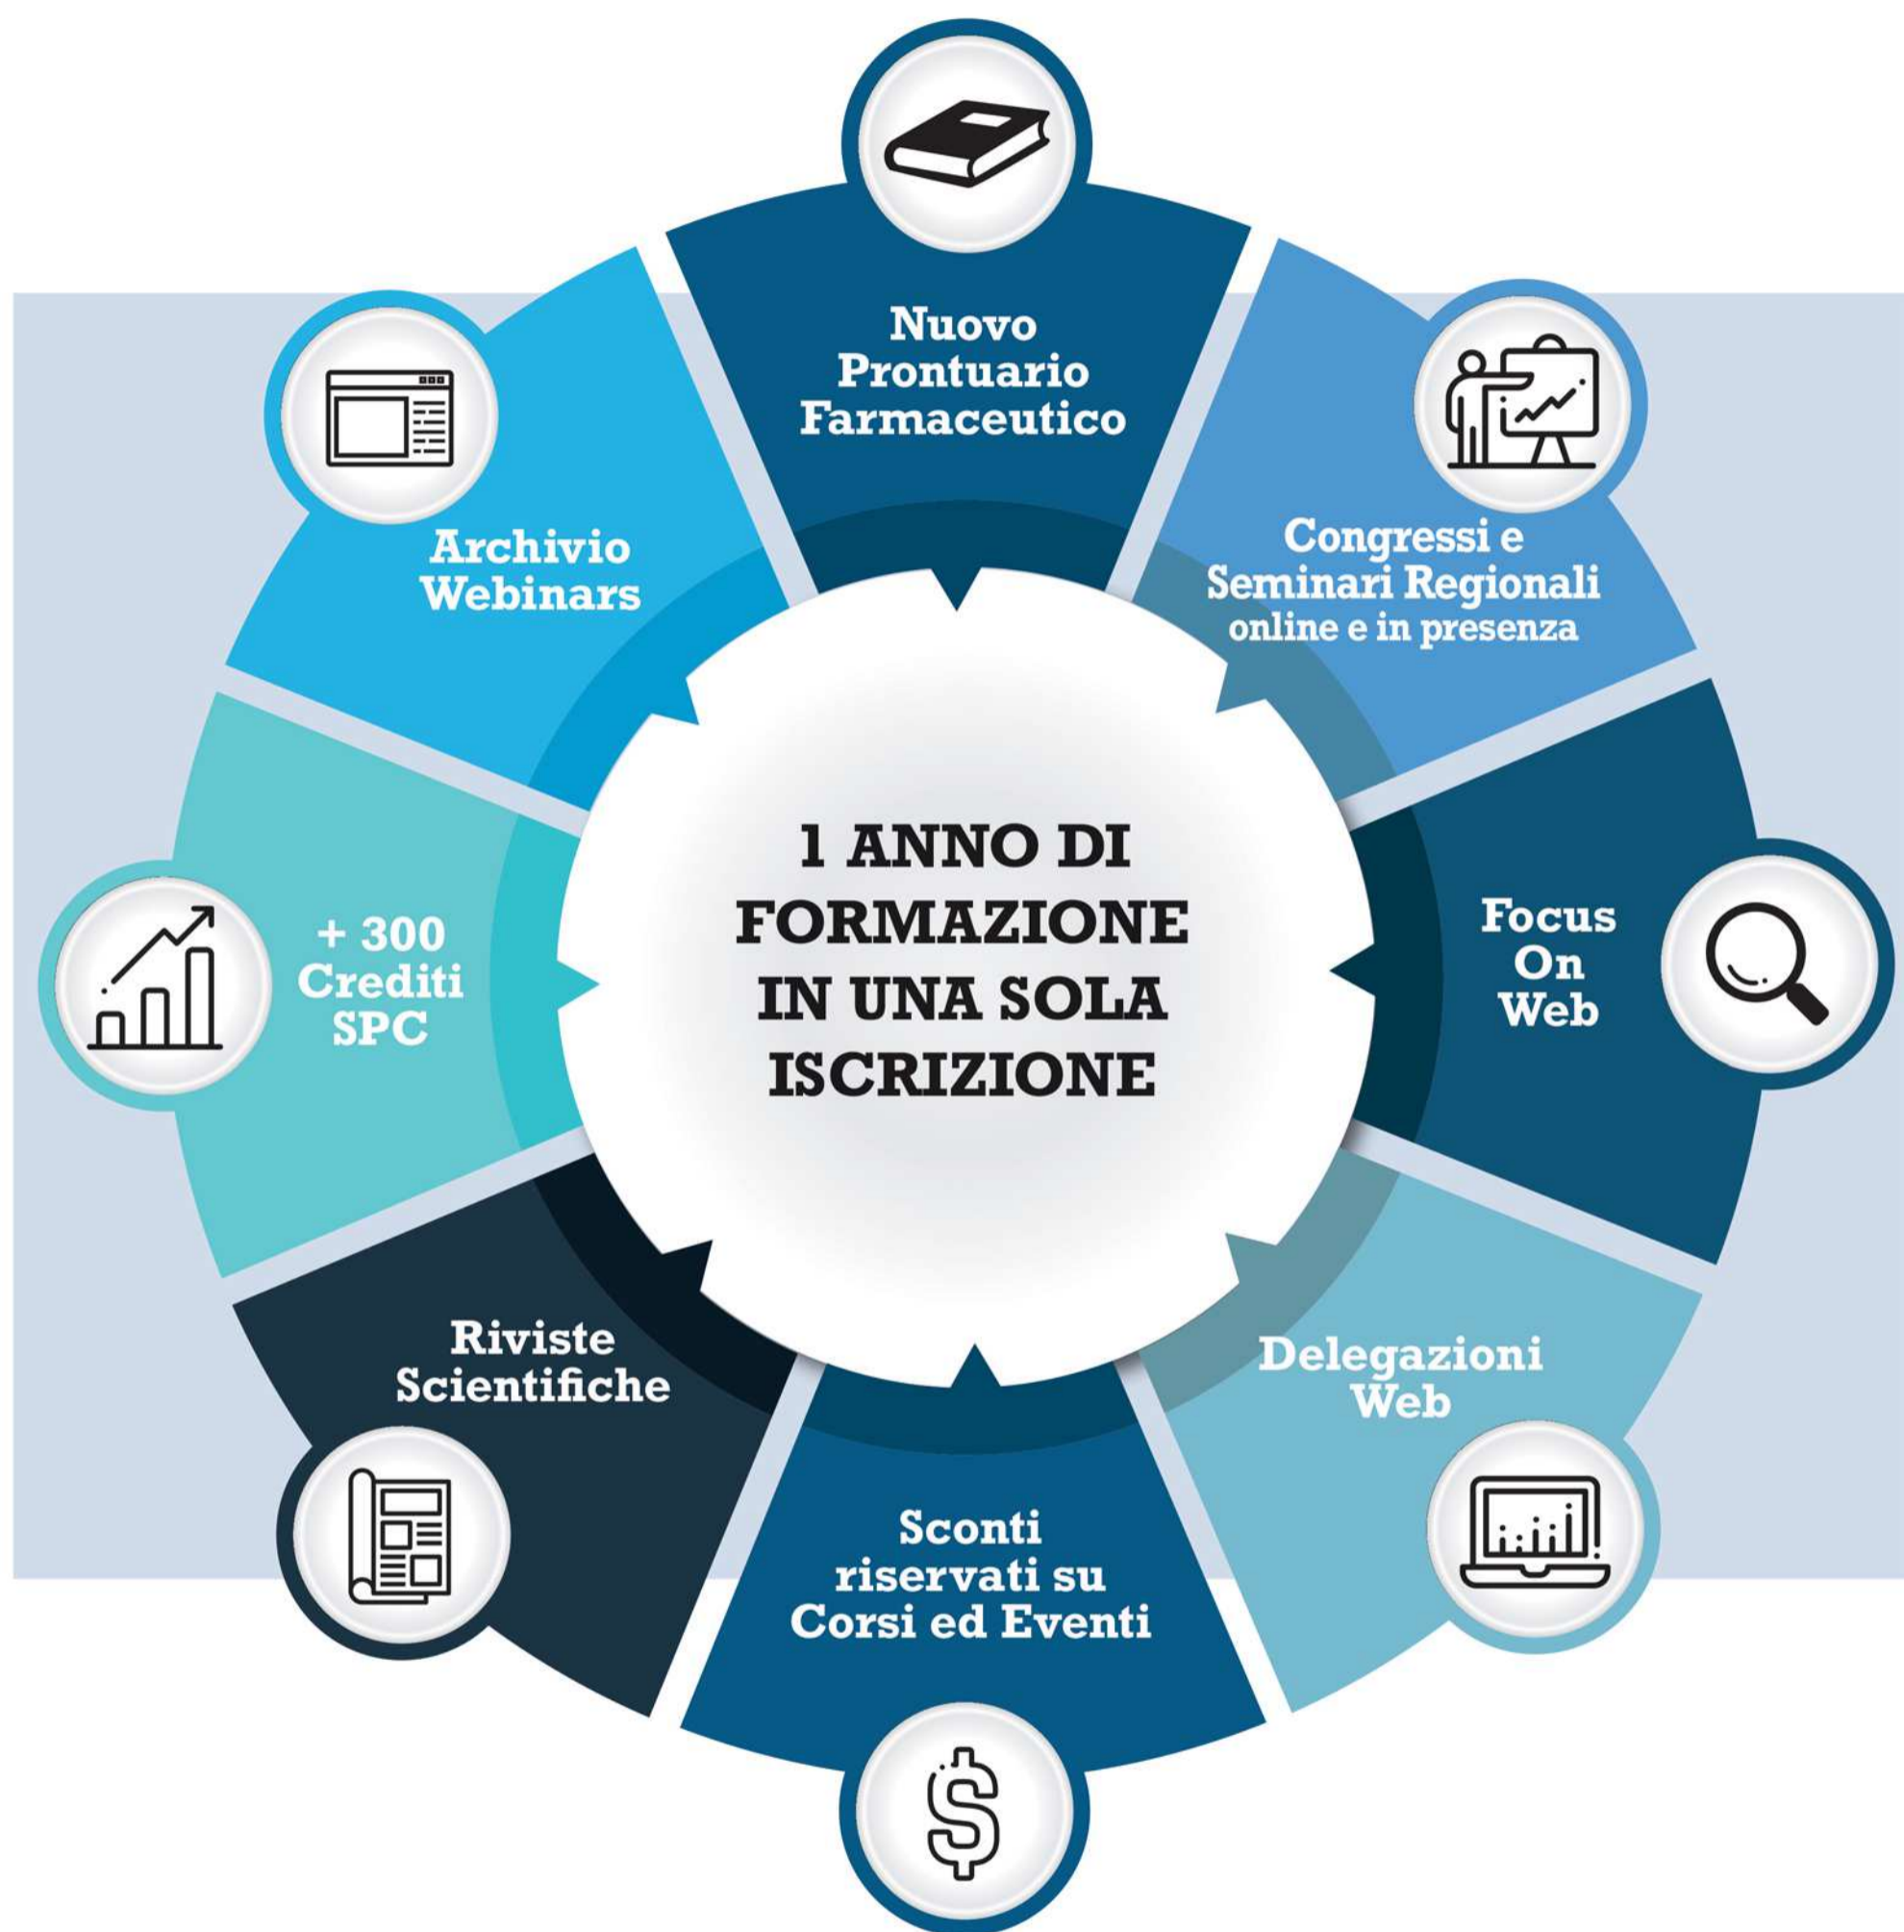 Nuovo
Prontuario
Farmaceutico
Congressi e
Seminari Regionali
online e in presenza
Focus
On
Web
Delegazioni
Web
Sconti
riservati su
Corsi ed Eventi
Riviste
Scientifiche
+ 300
Crediti
SPC
Archivio
Webinars
1 ANNO DI
FORMAZIONE
IN UNA SOLA
ISCRIZIONE